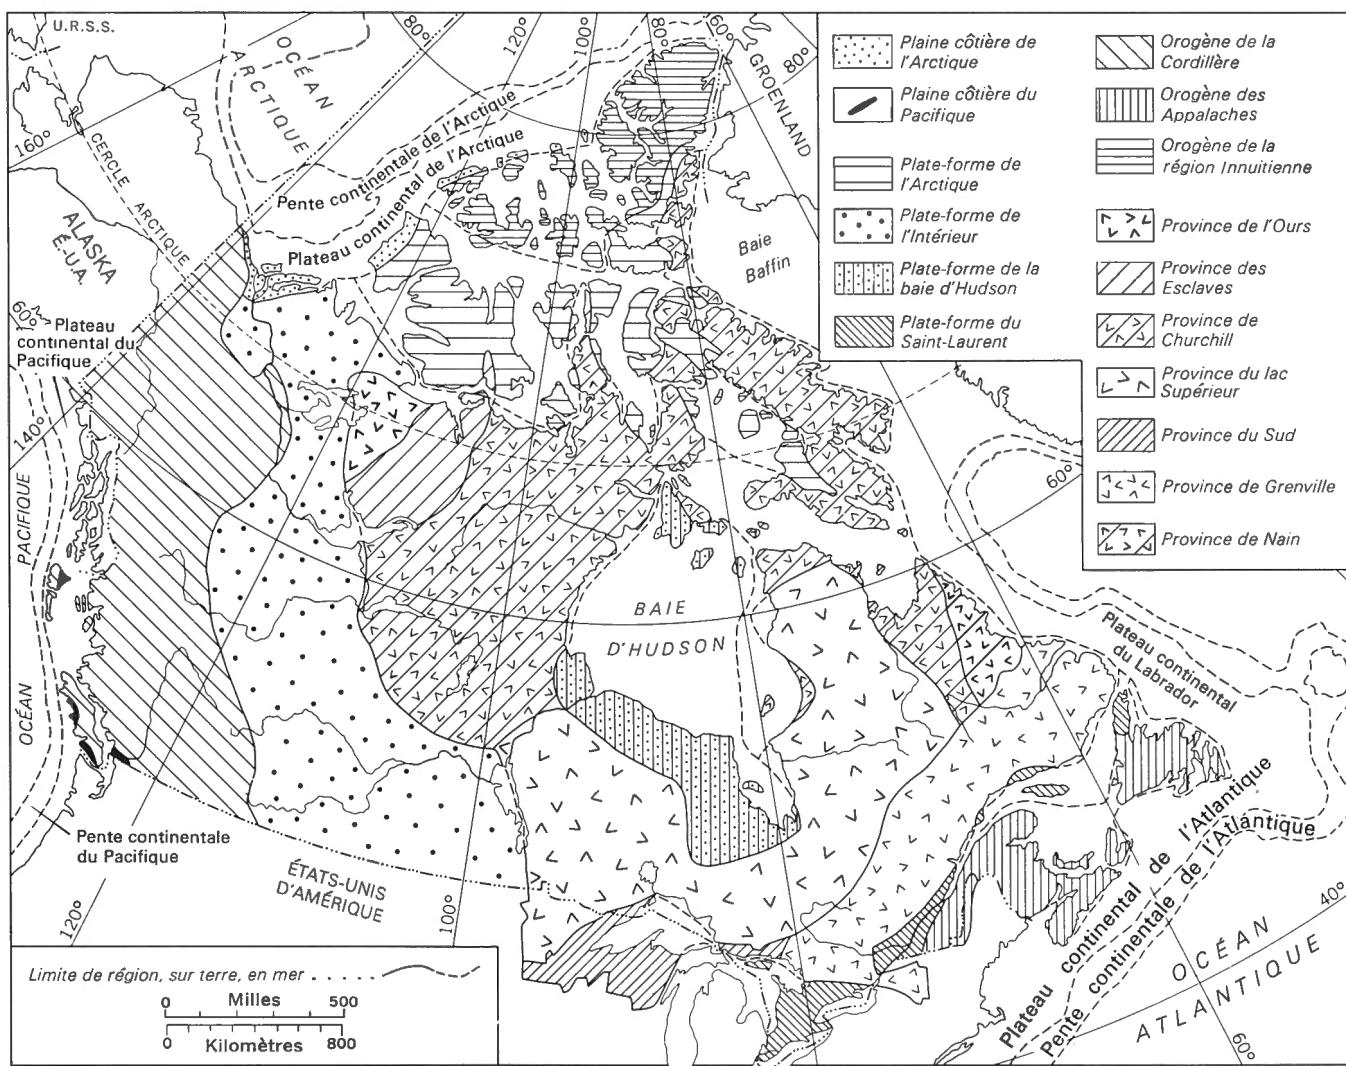 U.R.S.S.
OCÉAN
ARCTIQUE
80°
120°
100°
80°
60°
GROENLAND
80°
160°
CERCLE ARCTIQUE
Pente continentale de l'Arctique
Plateau continental de l'Arctique
ALASKA
É-U.A.
Baie
Baffin
60°
Plateau
continental du
Pacifique
140°
60°
OCÉAN PACIFIQUE
BAIE
D'HUDSON
Plateau continental
du Labrador
Pente continentale
du Pacifique
ÉTATS-UNIS
D'AMÉRIQUE
120°
100°
Plateau continental de l'Atlantique
Pente continentale de l'Atlántique
40°
OCÉAN
ATLANTIQUE
60°
Plaine côtière de
l'Arctique
Plaine côtière du
Pacifique
Plate-forme de
l'Arctique
Plate-forme de
l'Intérieur
Plate-forme de la
baie d'Hudson
Plate-forme du
Saint-Laurent
Orogène de la
Cordillère
Orogène des
Appalaches
Orogène de la
région Innuitienne
Province de l'Ours
Province des
Esclaves
Province de
Churchill
Province du lac
Supérieur
Province du Sud
Province de Grenville
Province de Nain
Limite de région, sur terre, en mer . . . . .
0 Milles 500
0 Kilomètres 800